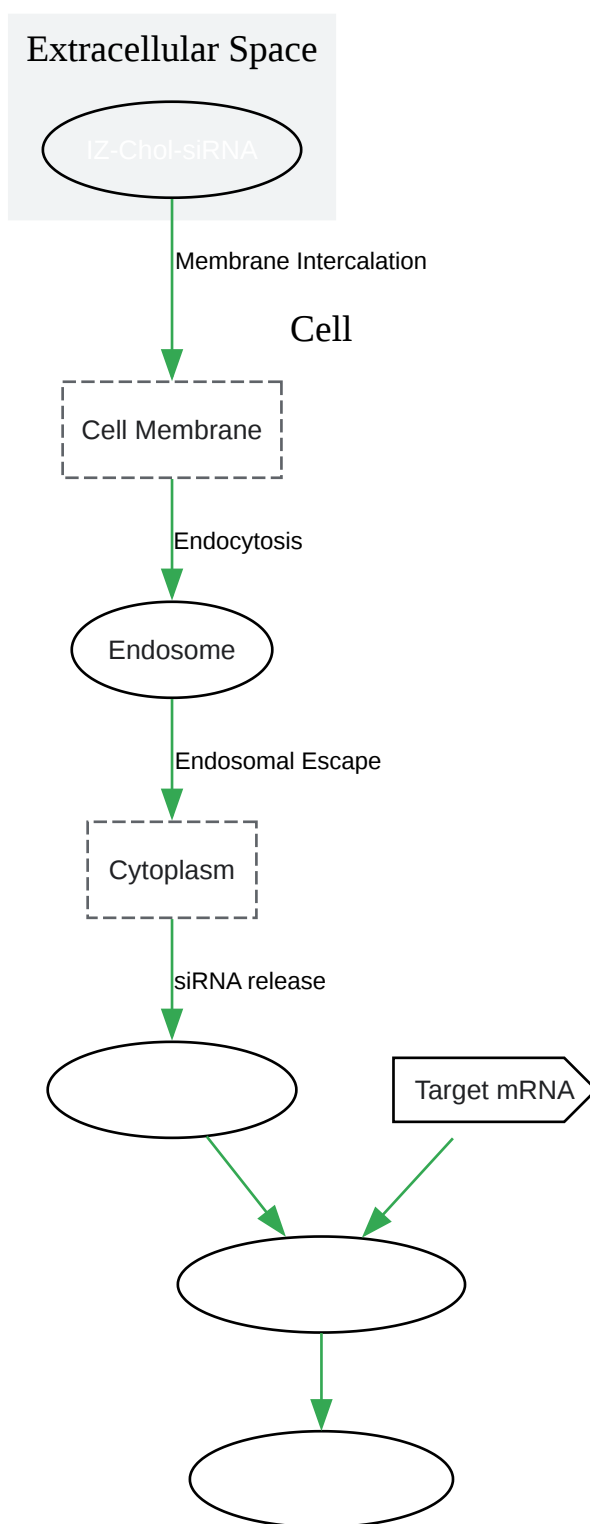 Extracellular Space
IZ-Chol-siRNA
Membrane Intercalation
Cell
Cell Membrane
Endocytosis
Endosome
Endosomal Escape
Cytoplasm
siRNA release
Target mRNA